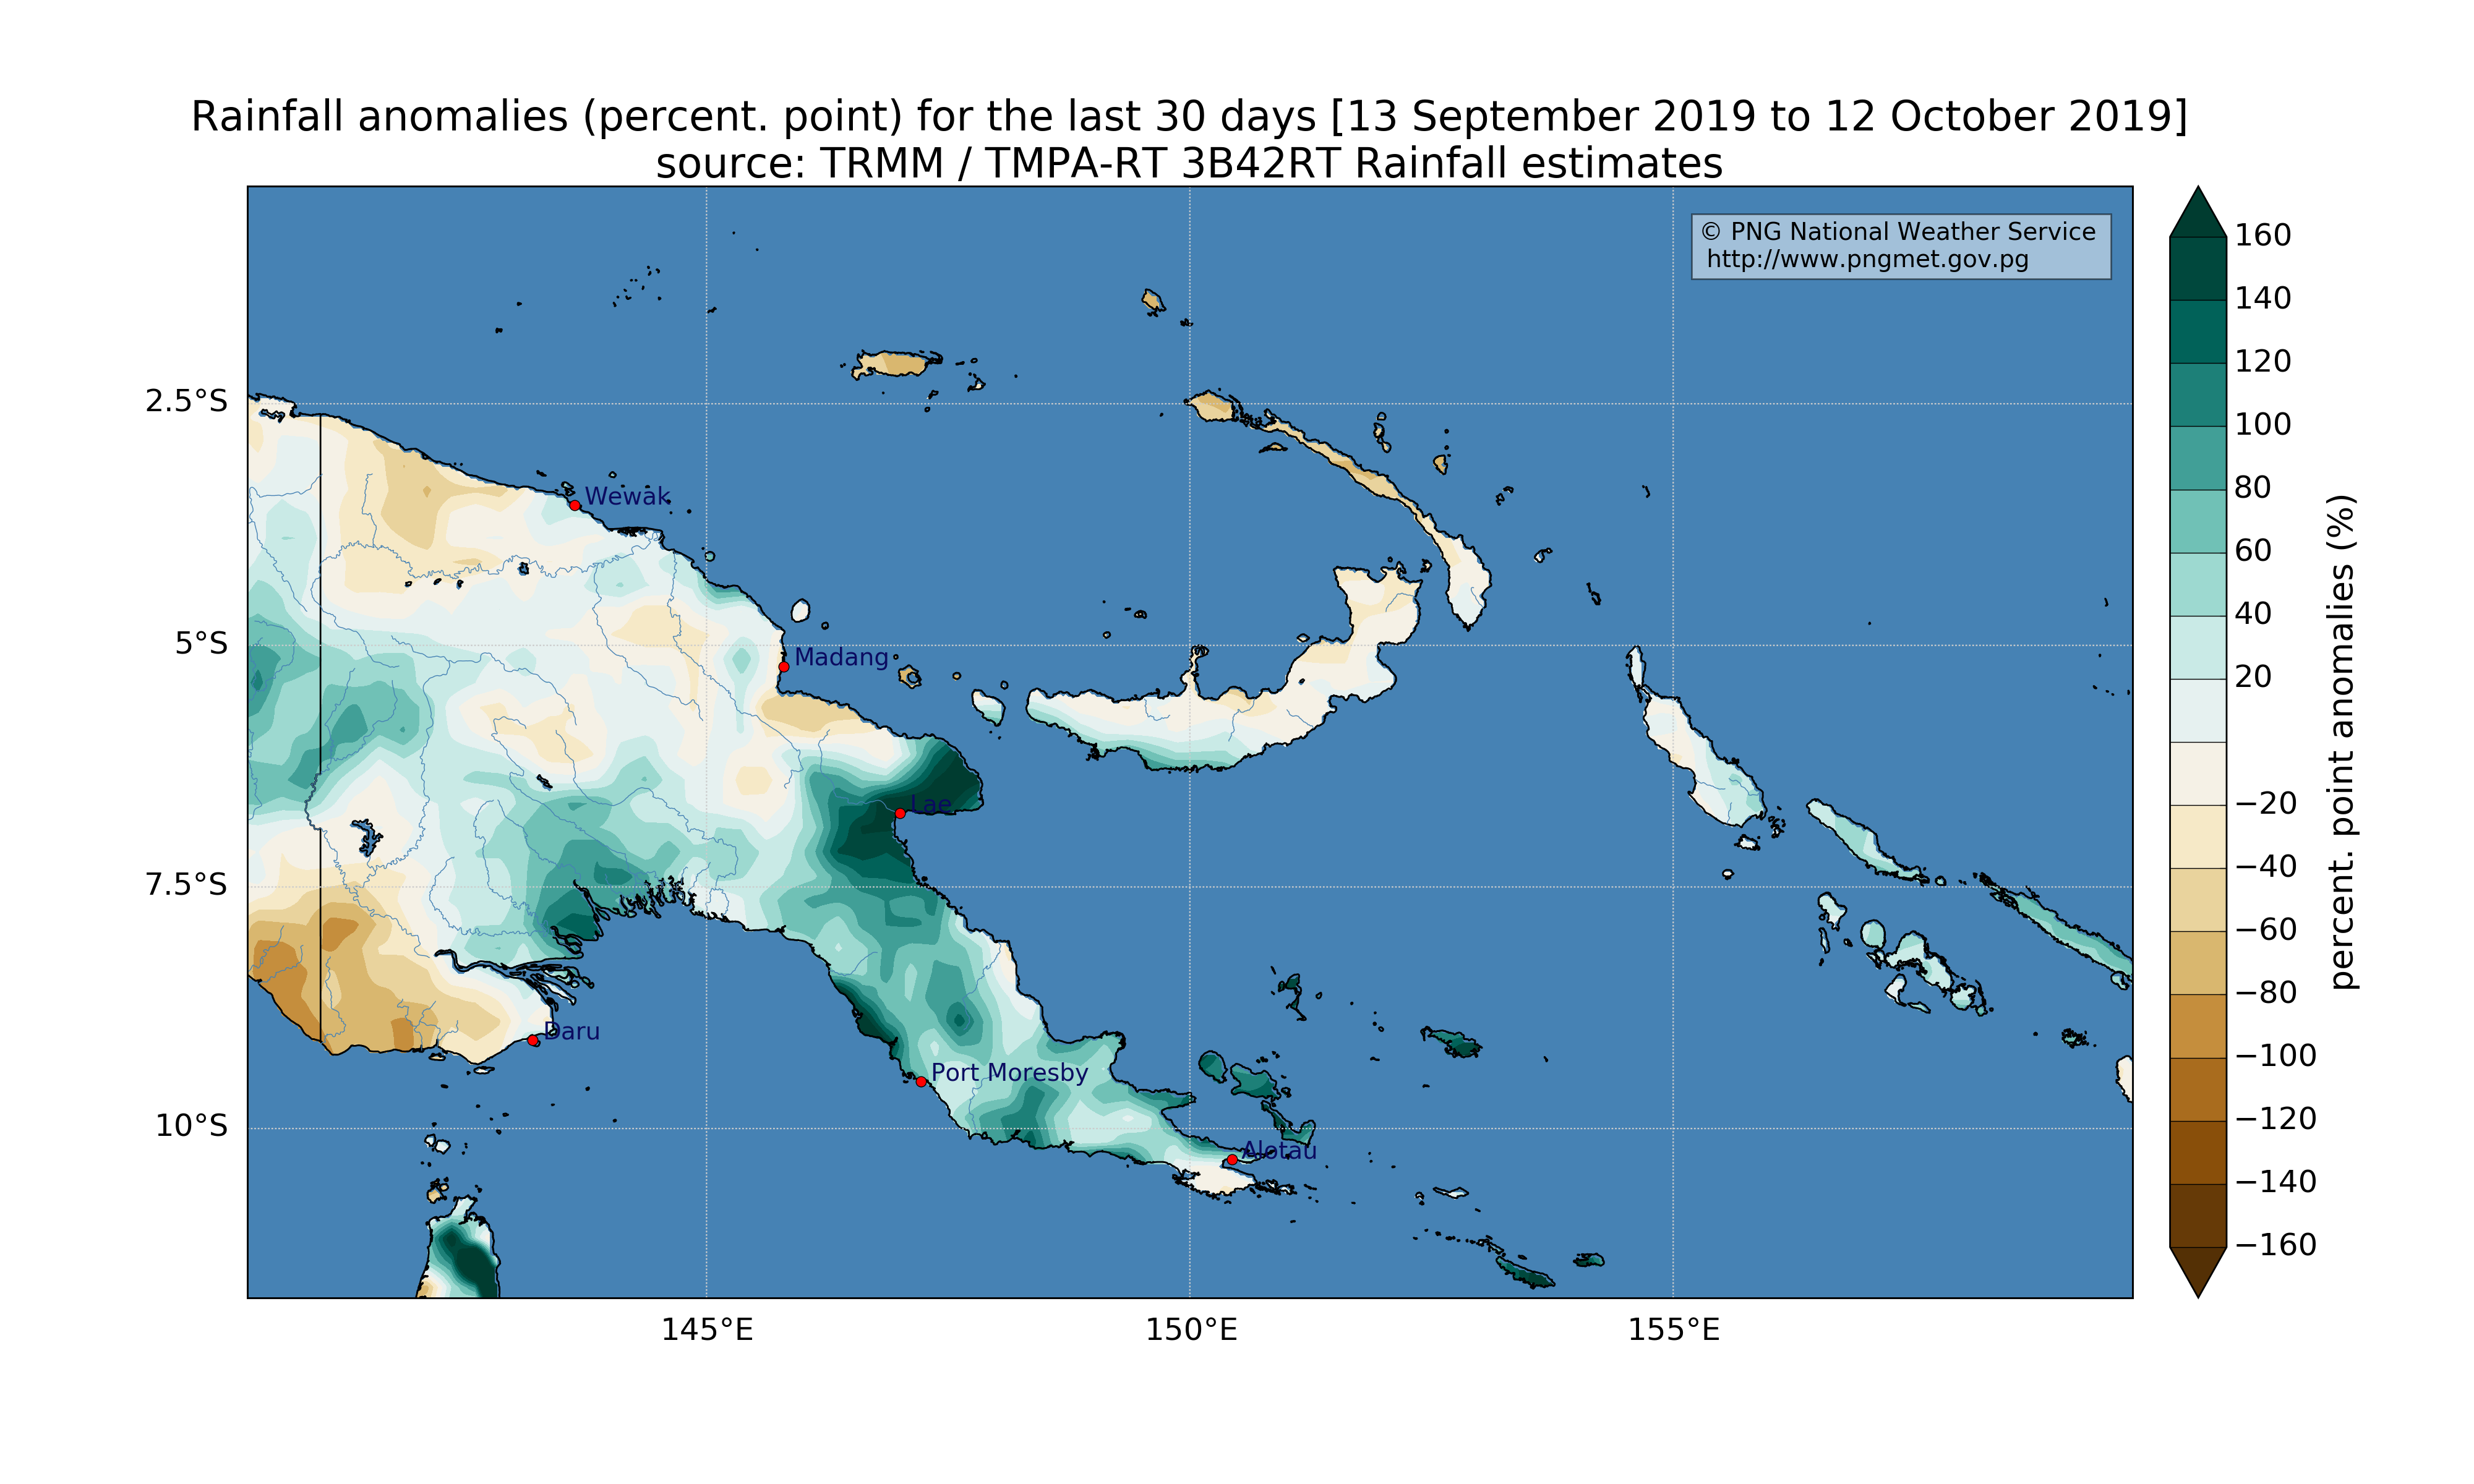 Rainfall anomalies (percent. point) for the last 30 days [13 September 2019 to 12 October 2019]
source: TRMM / TMPA-RT 3B42RT Rainfall estimates
© PNG National Weather Service
http://www.pngmet.gov.pg
160
140
120
100
80
60
40
20
−20
−40
−60
−80
−100
−120
−140
−160
percent. point anomalies (%)
2.5°S
5°S
7.5°S
10°S
Wewak
Madang
Lae
Daru
Port Moresby
Alotau
145°E
150°E
155°E